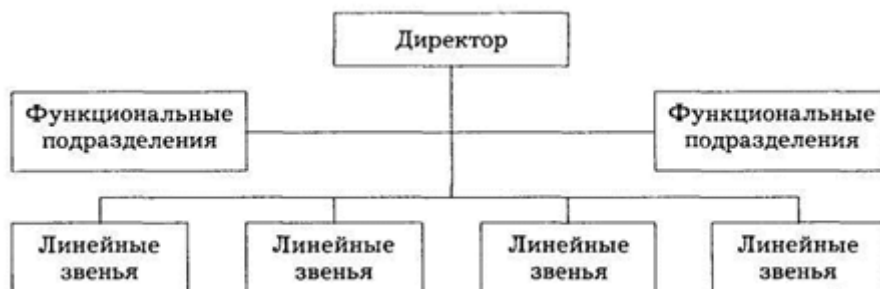 Директор
Функциональные
подразделения
Функциональные
подразделения
Линейные
звенья
Линейные
звенья
Линейные
звенья
Линейные
звенья